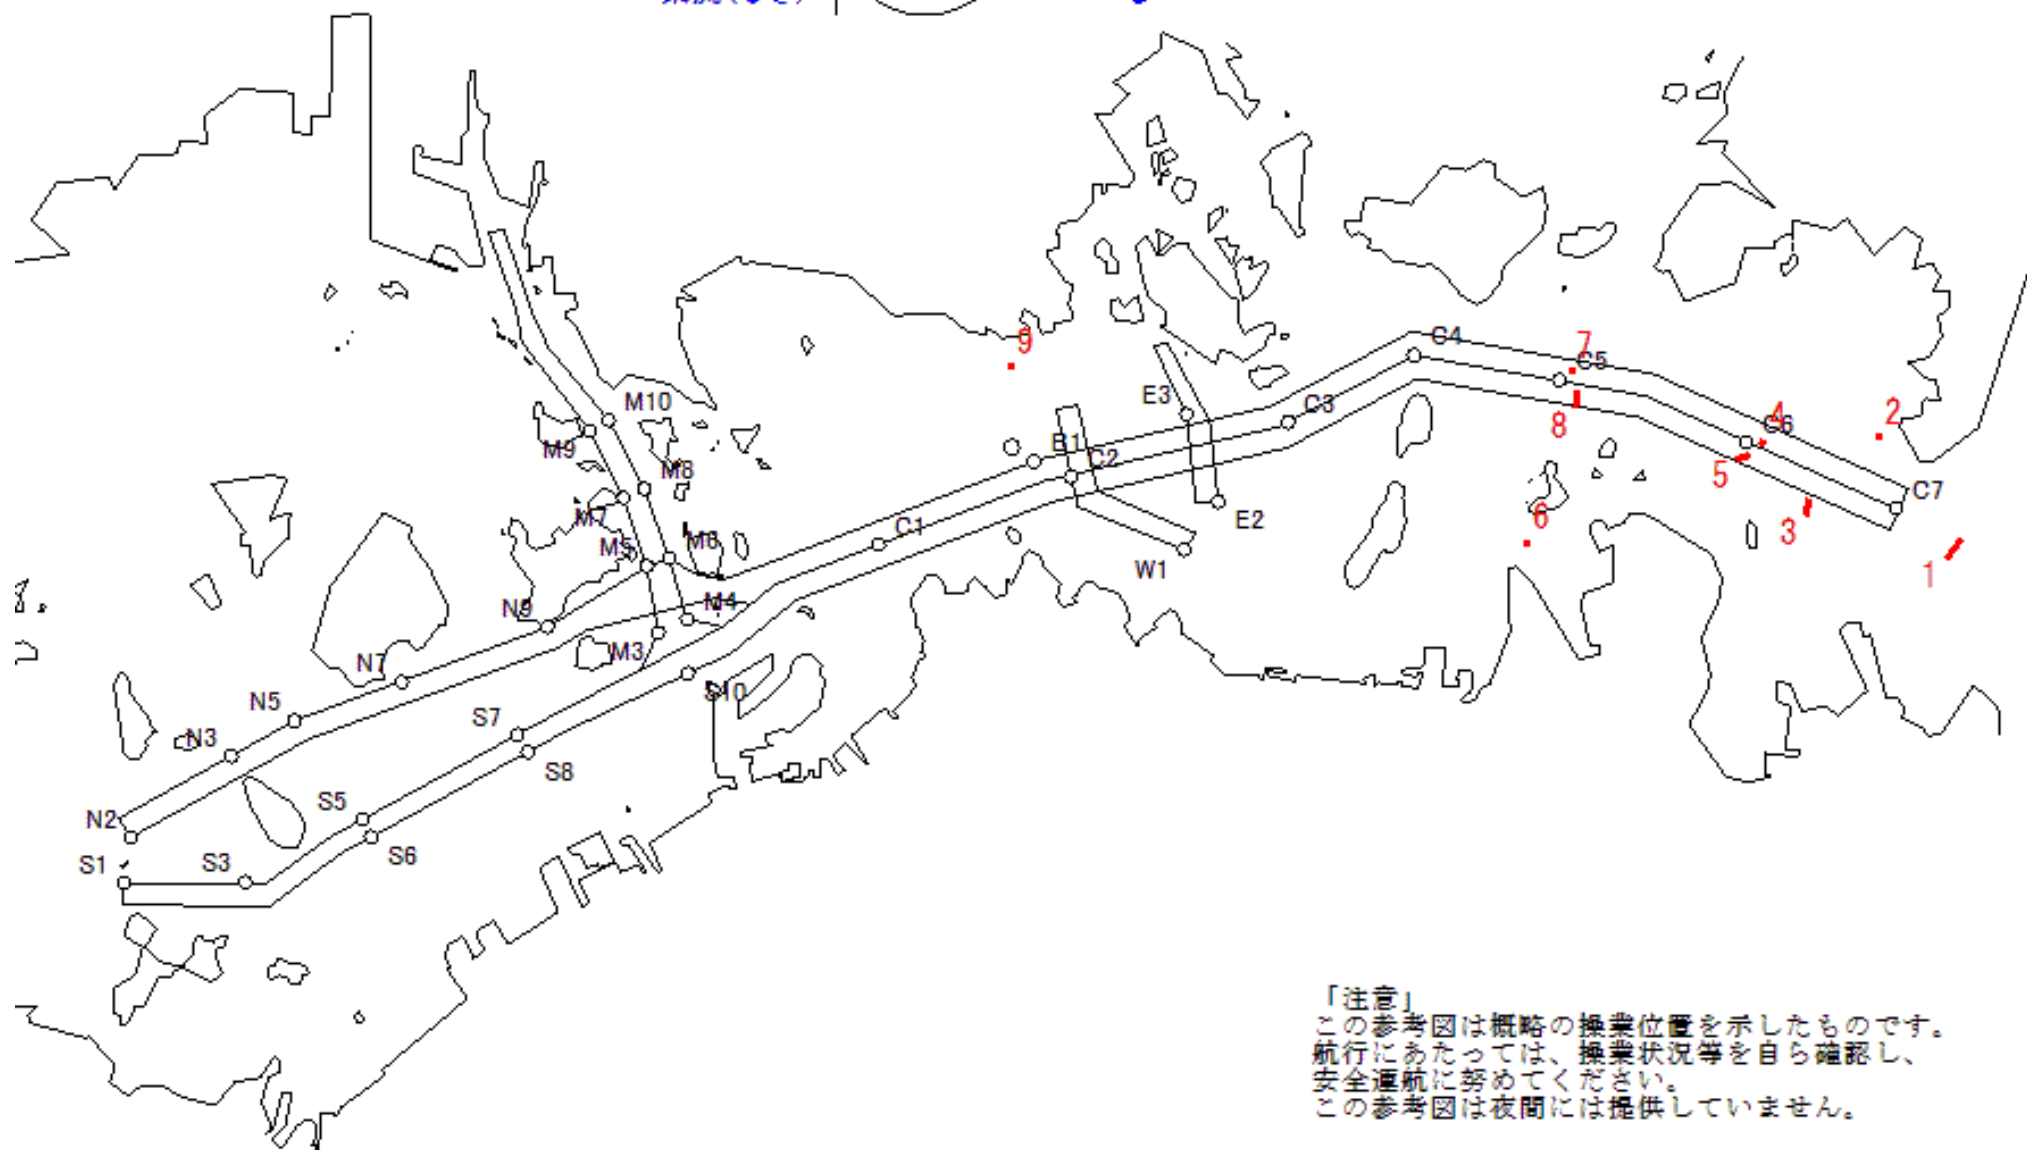 9
C4
7
C5
8
E3
C3
4
C6
2
5
C7
3
1
6
M10
M9
M8
B1
C2
M7
C1
E2
M5
M6
W1
N9
M4
M3
N7
S10
N5
S7
N3
S8
S5
N2
S6
S1
S3
「注意」
この参考図は概略の操業位置を示したものです。
航行にあたっては、操業状況等を自ら確認し、
安全運航に努めてください。
この参考図は夜間には提供していません。